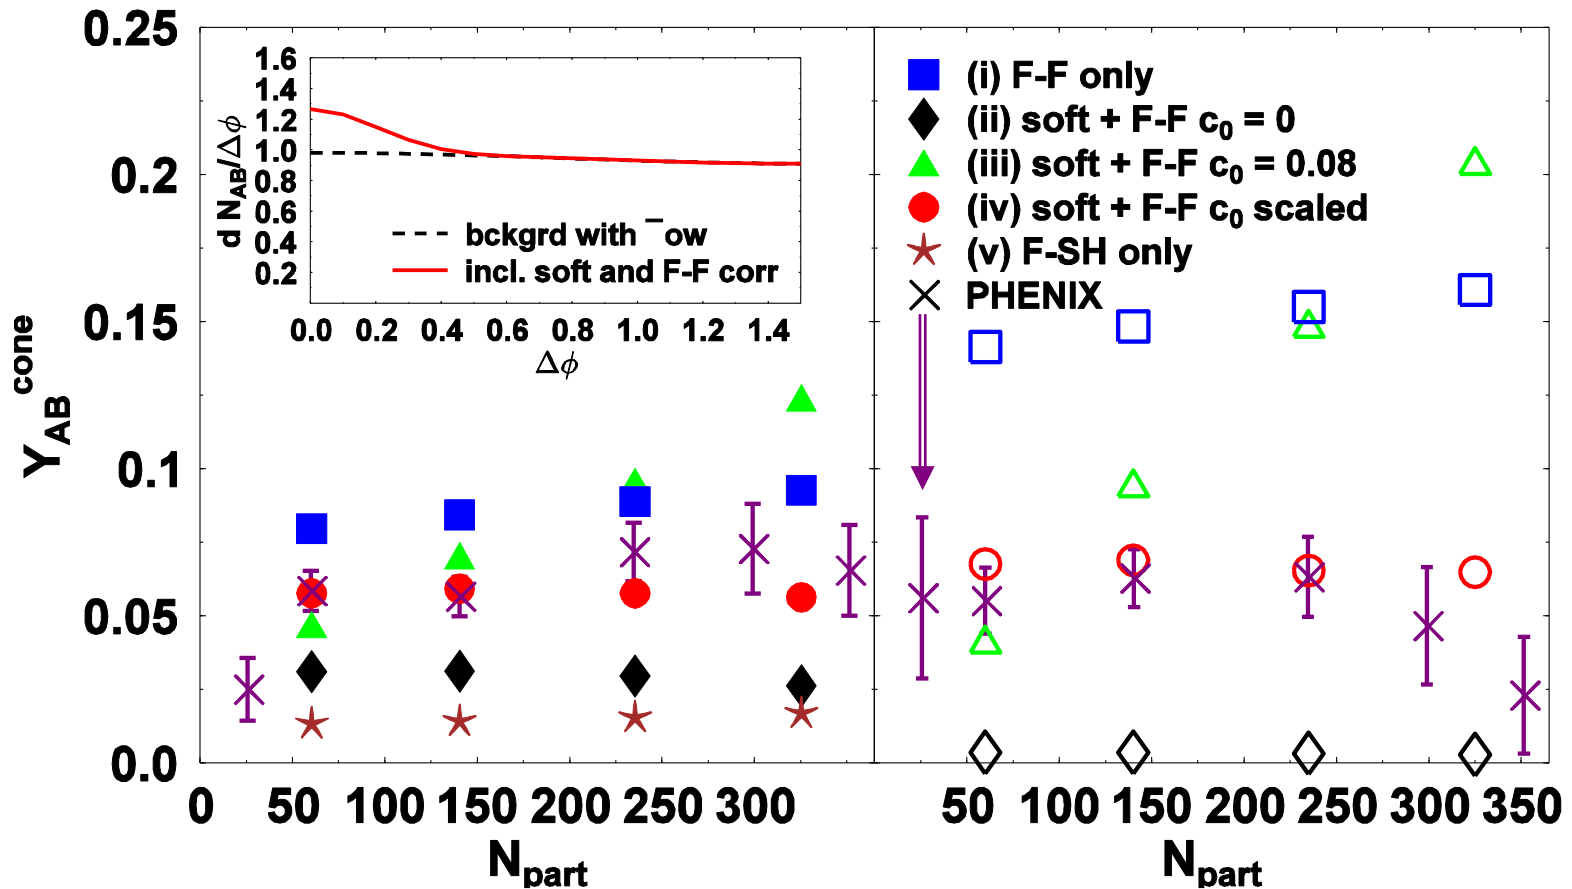 0.25
0.2
0.15
0.1
0.05
0.0
Y_AB^cone
1.6
1.4
1.2
1.0
0.8
0.6
0.4
0.2
d N_AB/Δϕ
bckgrd with ¯ow
incl. soft and F-F corr
0.0 0.2 0.4 0.6 0.8 1.0 1.2 1.4
Δϕ
(i) F-F only
(ii) soft + F-F c₀ = 0
(iii) soft + F-F c₀ = 0.08
(iv) soft + F-F c₀ scaled
(v) F-SH only
PHENIX
0 50 100 150 200 250 300
50 100 150 200 250 300 350
N_part
N_part